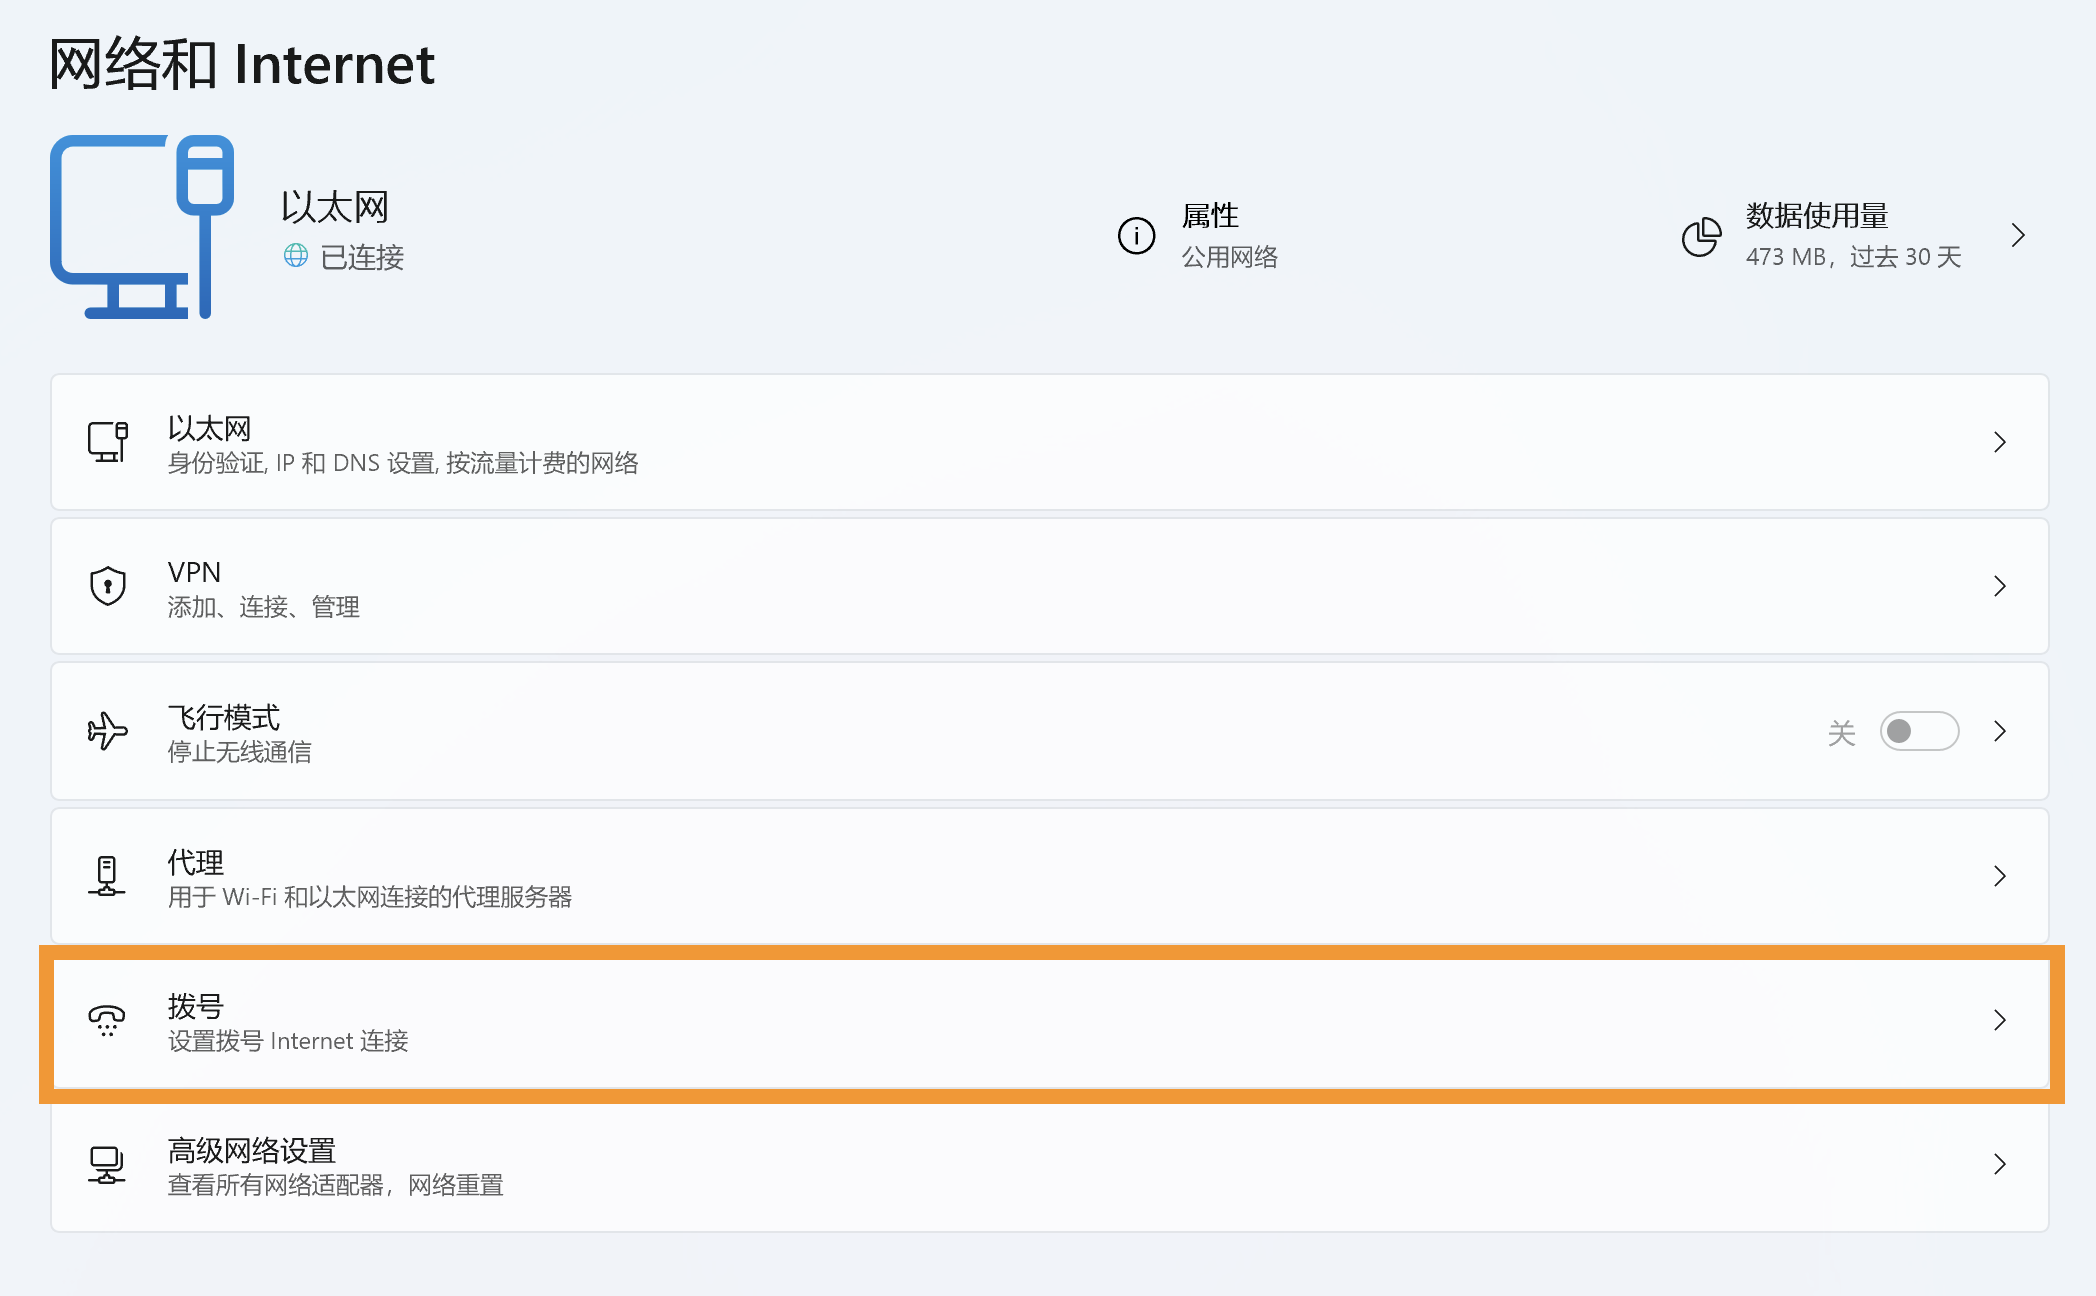 网络和 Internet
以太网
已连接
属性
公用网络
数据使用量
473 MB，过去 30 天
以太网
身份验证, IP 和 DNS 设置, 按流量计费的网络
VPN
添加、连接、管理
飞行模式
停止无线通信
关
代理
用于 Wi-Fi 和以太网连接的代理服务器
拨号
设置拨号 Internet 连接
高级网络设置
查看所有网络适配器，网络重置